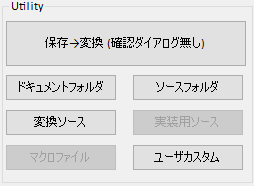 Utility
保存→変換 (確認ダイアログ無し)
ドキュメントフォルダ
ソースフォルダ
変換ソース
実装用ソース
マクロファイル
ユーザカスタム